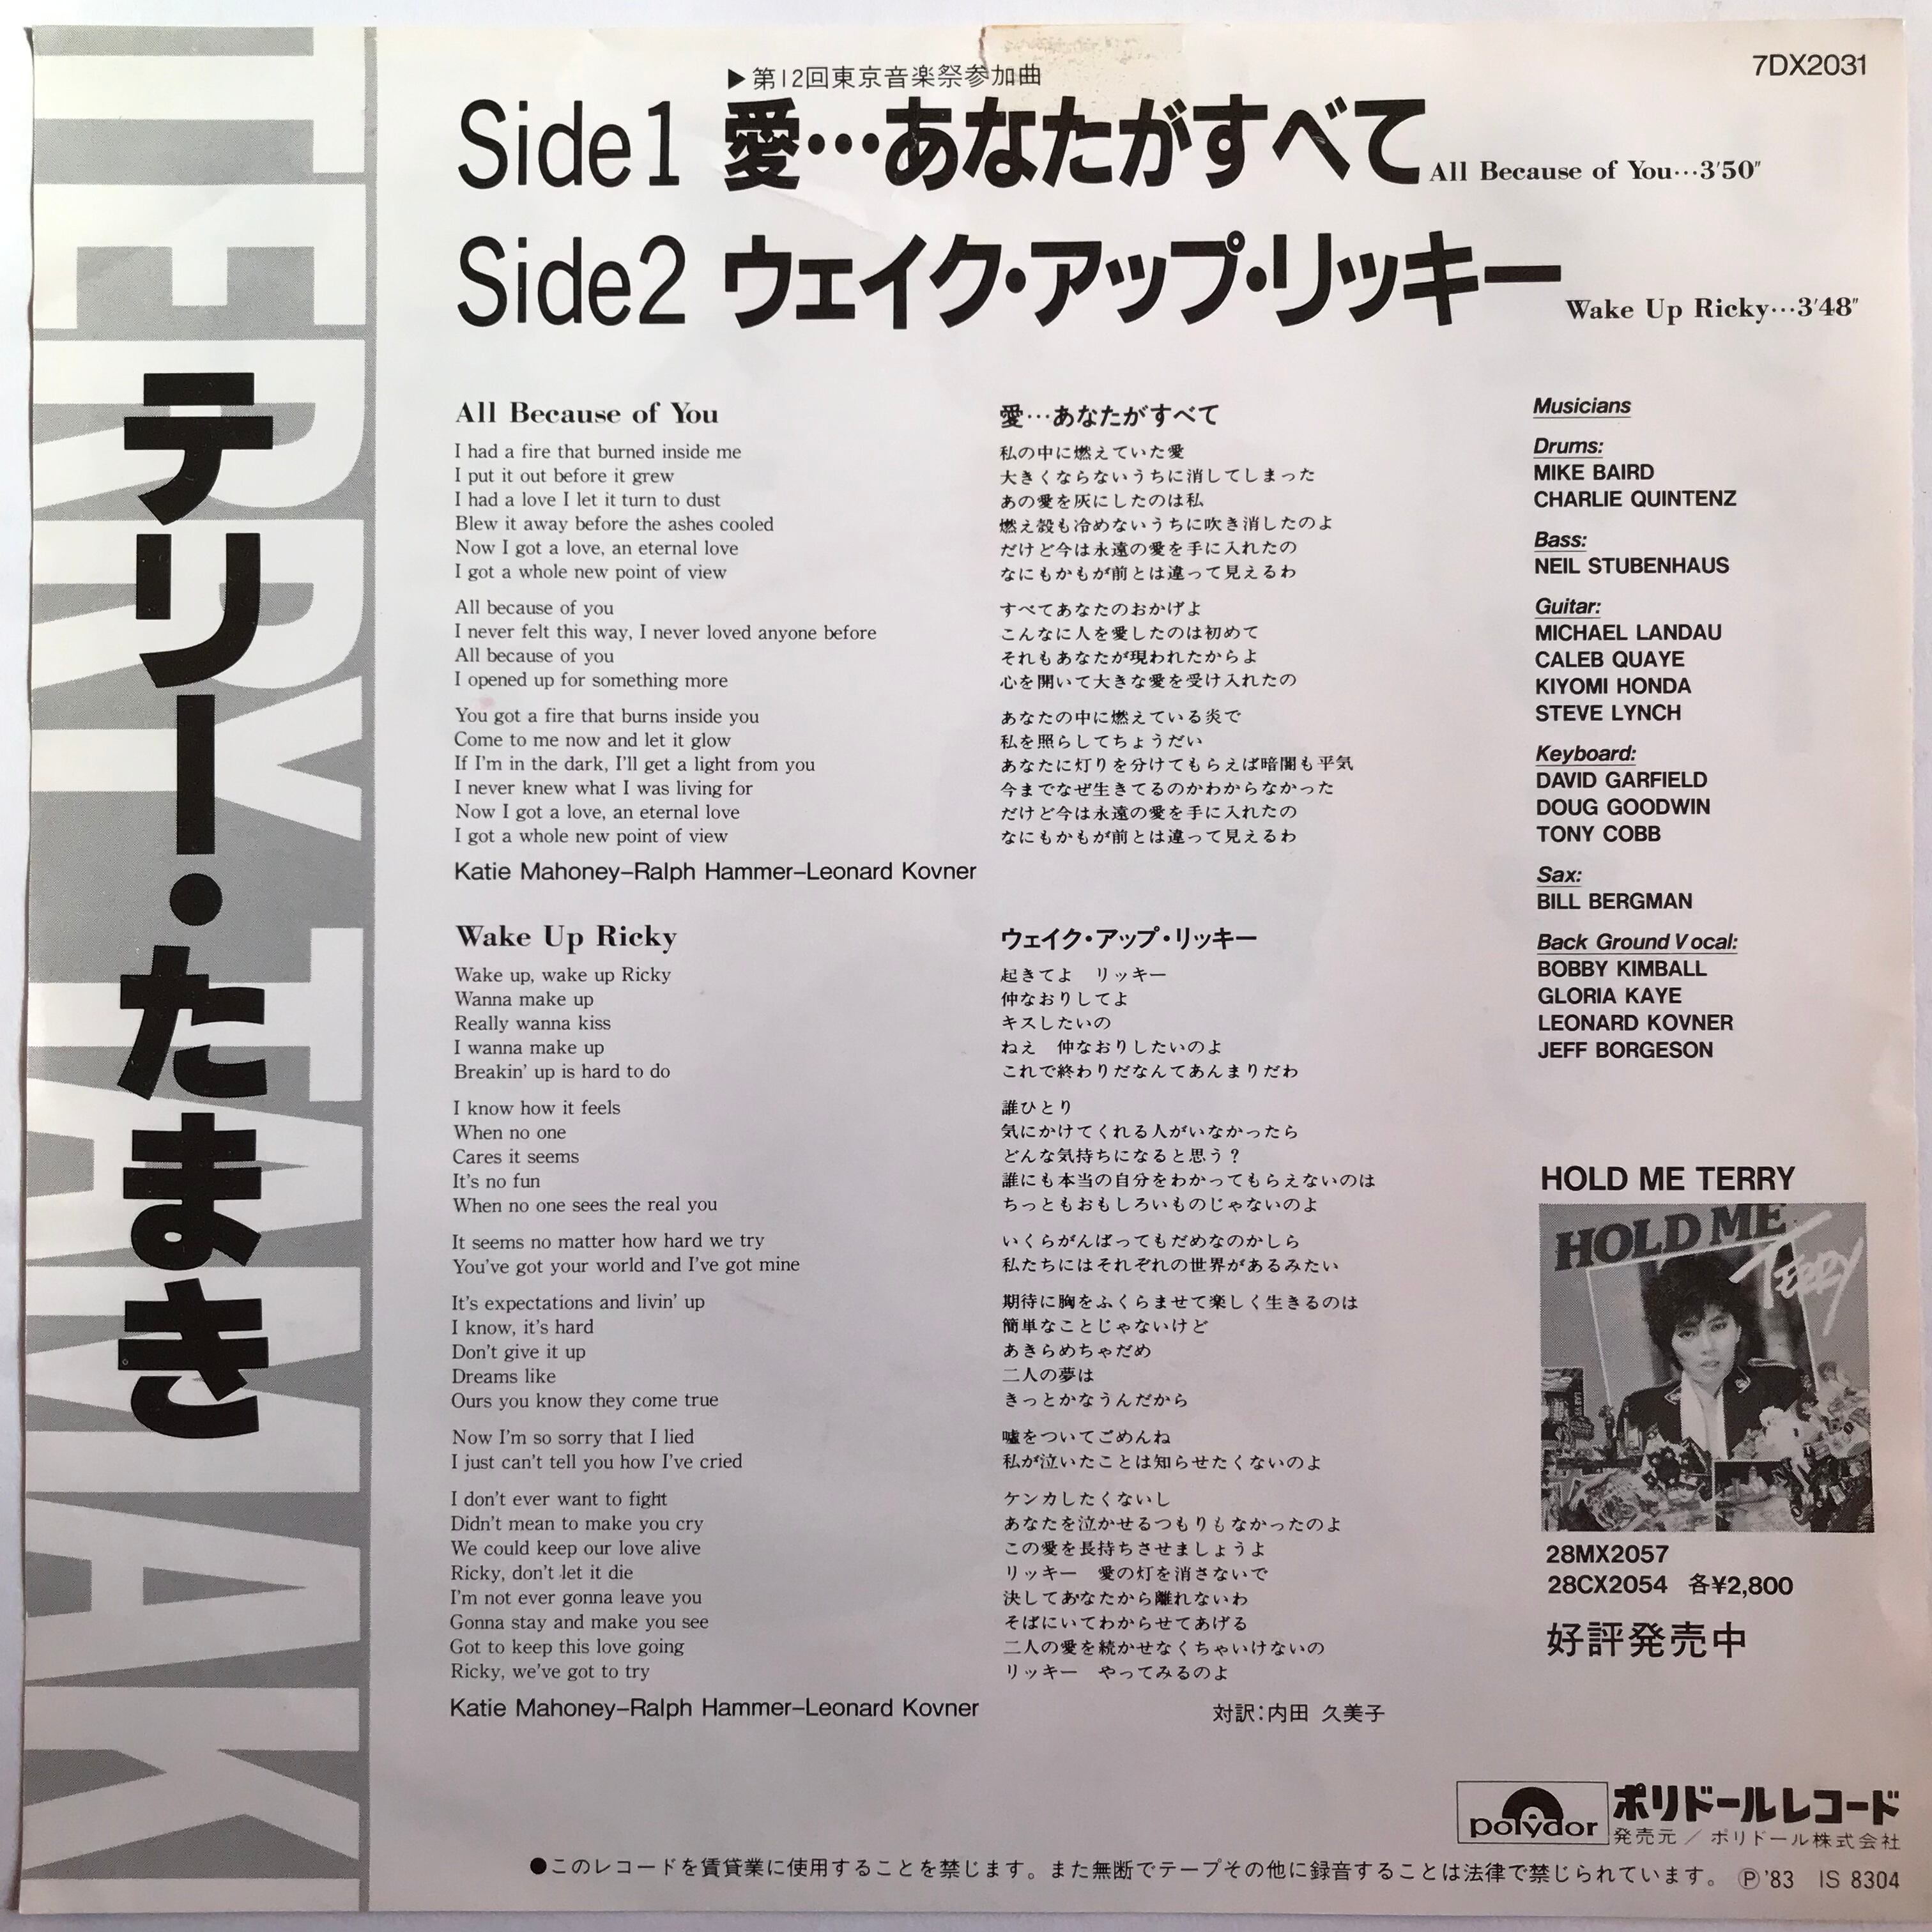 TERRY TAMAKI
テリー・たまき
7DX2031
▶第12回東京音楽祭参加曲
Side1 愛…あなたがすべて All Because of You…3′50″
Side2 ウェイク・アップ・リッキー Wake Up Ricky…3′48″
All Because of You
I had a fire that burned inside me
I put it out before it grew
I had a love I let it turn to dust
Blew it away before the ashes cooled
Now I got a love, an eternal love
I got a whole new point of view
All because of you
I never felt this way, I never loved anyone before
All because of you
I opened up for something more
You got a fire that burns inside you
Come to me now and let it glow
If I'm in the dark, I'll get a light from you
I never knew what I was living for
Now I got a love, an eternal love
I got a whole new point of view
Katie Mahoney–Ralph Hammer–Leonard Kovner
愛…あなたがすべて
私の中に燃えていた愛
大きくならないうちに消してしまった
あの愛を灰にしたのは私
燃え殻も冷めないうちに吹き消したのよ
だけど今は永遠の愛を手に入れたの
なにもかもが前とは違って見えるわ
すべてあなたのおかげよ
こんなに人を愛したのは初めて
それもあなたが現われたからよ
心を開いて大きな愛を受け入れたの
あなたの中に燃えている炎で
私を照らしてちょうだい
あなたに灯りを分けてもらえば暗闇も平気
今までなぜ生きてるのかわからなかった
だけど今は永遠の愛を手に入れたの
なにもかもが前とは違って見えるわ
Wake Up Ricky
Wake up, wake up Ricky
Wanna make up
Really wanna kiss
I wanna make up
Breakin' up is hard to do
I know how it feels
When no one
Cares it seems
It's no fun
When no one sees the real you
It seems no matter how hard we try
You've got your world and I've got mine
It's expectations and livin' up
I know, it's hard
Don't give it up
Dreams like
Ours you know they come true
Now I'm so sorry that I lied
I just can't tell you how I've cried
I don't ever want to fight
Didn't mean to make you cry
We could keep our love alive
Ricky, don't let it die
I'm not ever gonna leave you
Gonna stay and make you see
Got to keep this love going
Ricky, we've got to try
Katie Mahoney–Ralph Hammer–Leonard Kovner
ウェイク・アップ・リッキー
起きてよ　リッキー
仲なおりしてよ
キスしたいの
ねえ　仲なおりしたいのよ
これで終わりだなんてあんまりだわ
誰ひとり
気にかけてくれる人がいなかったら
どんな気持ちになると思う？
誰にも本当の自分をわかってもらえないのは
ちっともおもしろいものじゃないのよ
いくらがんばってもだめなのかしら
私たちにはそれぞれの世界があるみたい
期待に胸をふくらませて楽しく生きるのは
簡単なことじゃないけど
あきらめちゃだめ
二人の夢は
きっとかなうんだから
嘘をついてごめんね
私が泣いたことは知らせたくないのよ
ケンカしたくないし
あなたを泣かせるつもりもなかったのよ
この愛を長持ちさせましょうよ
リッキー　愛の灯を消さないで
決してあなたから離れないわ
そばにいてわからせてあげる
二人の愛を続かせなくちゃいけないの
リッキー　やってみるのよ
対訳：内田 久美子
Musicians
Drums:
MIKE BAIRD
CHARLIE QUINTENZ
Bass:
NEIL STUBENHAUS
Guitar:
MICHAEL LANDAU
CALEB QUAYE
KIYOMI HONDA
STEVE LYNCH
Keyboard:
DAVID GARFIELD
DOUG GOODWIN
TONY COBB
Sax:
BILL BERGMAN
Back Ground Vocal:
BOBBY KIMBALL
GLORIA KAYE
LEONARD KOVNER
JEFF BORGESON
HOLD ME TERRY
HOLD ME
TERRY
28MX2057
28CX2054 各¥2,800
好評発売中
polydor ポリドールレコード
発売元／ポリドール株式会社
●このレコードを賃貸業に使用することを禁じます。また無断でテープその他に録音することは法律で禁じられています。 Ⓟ'83 IS 8304